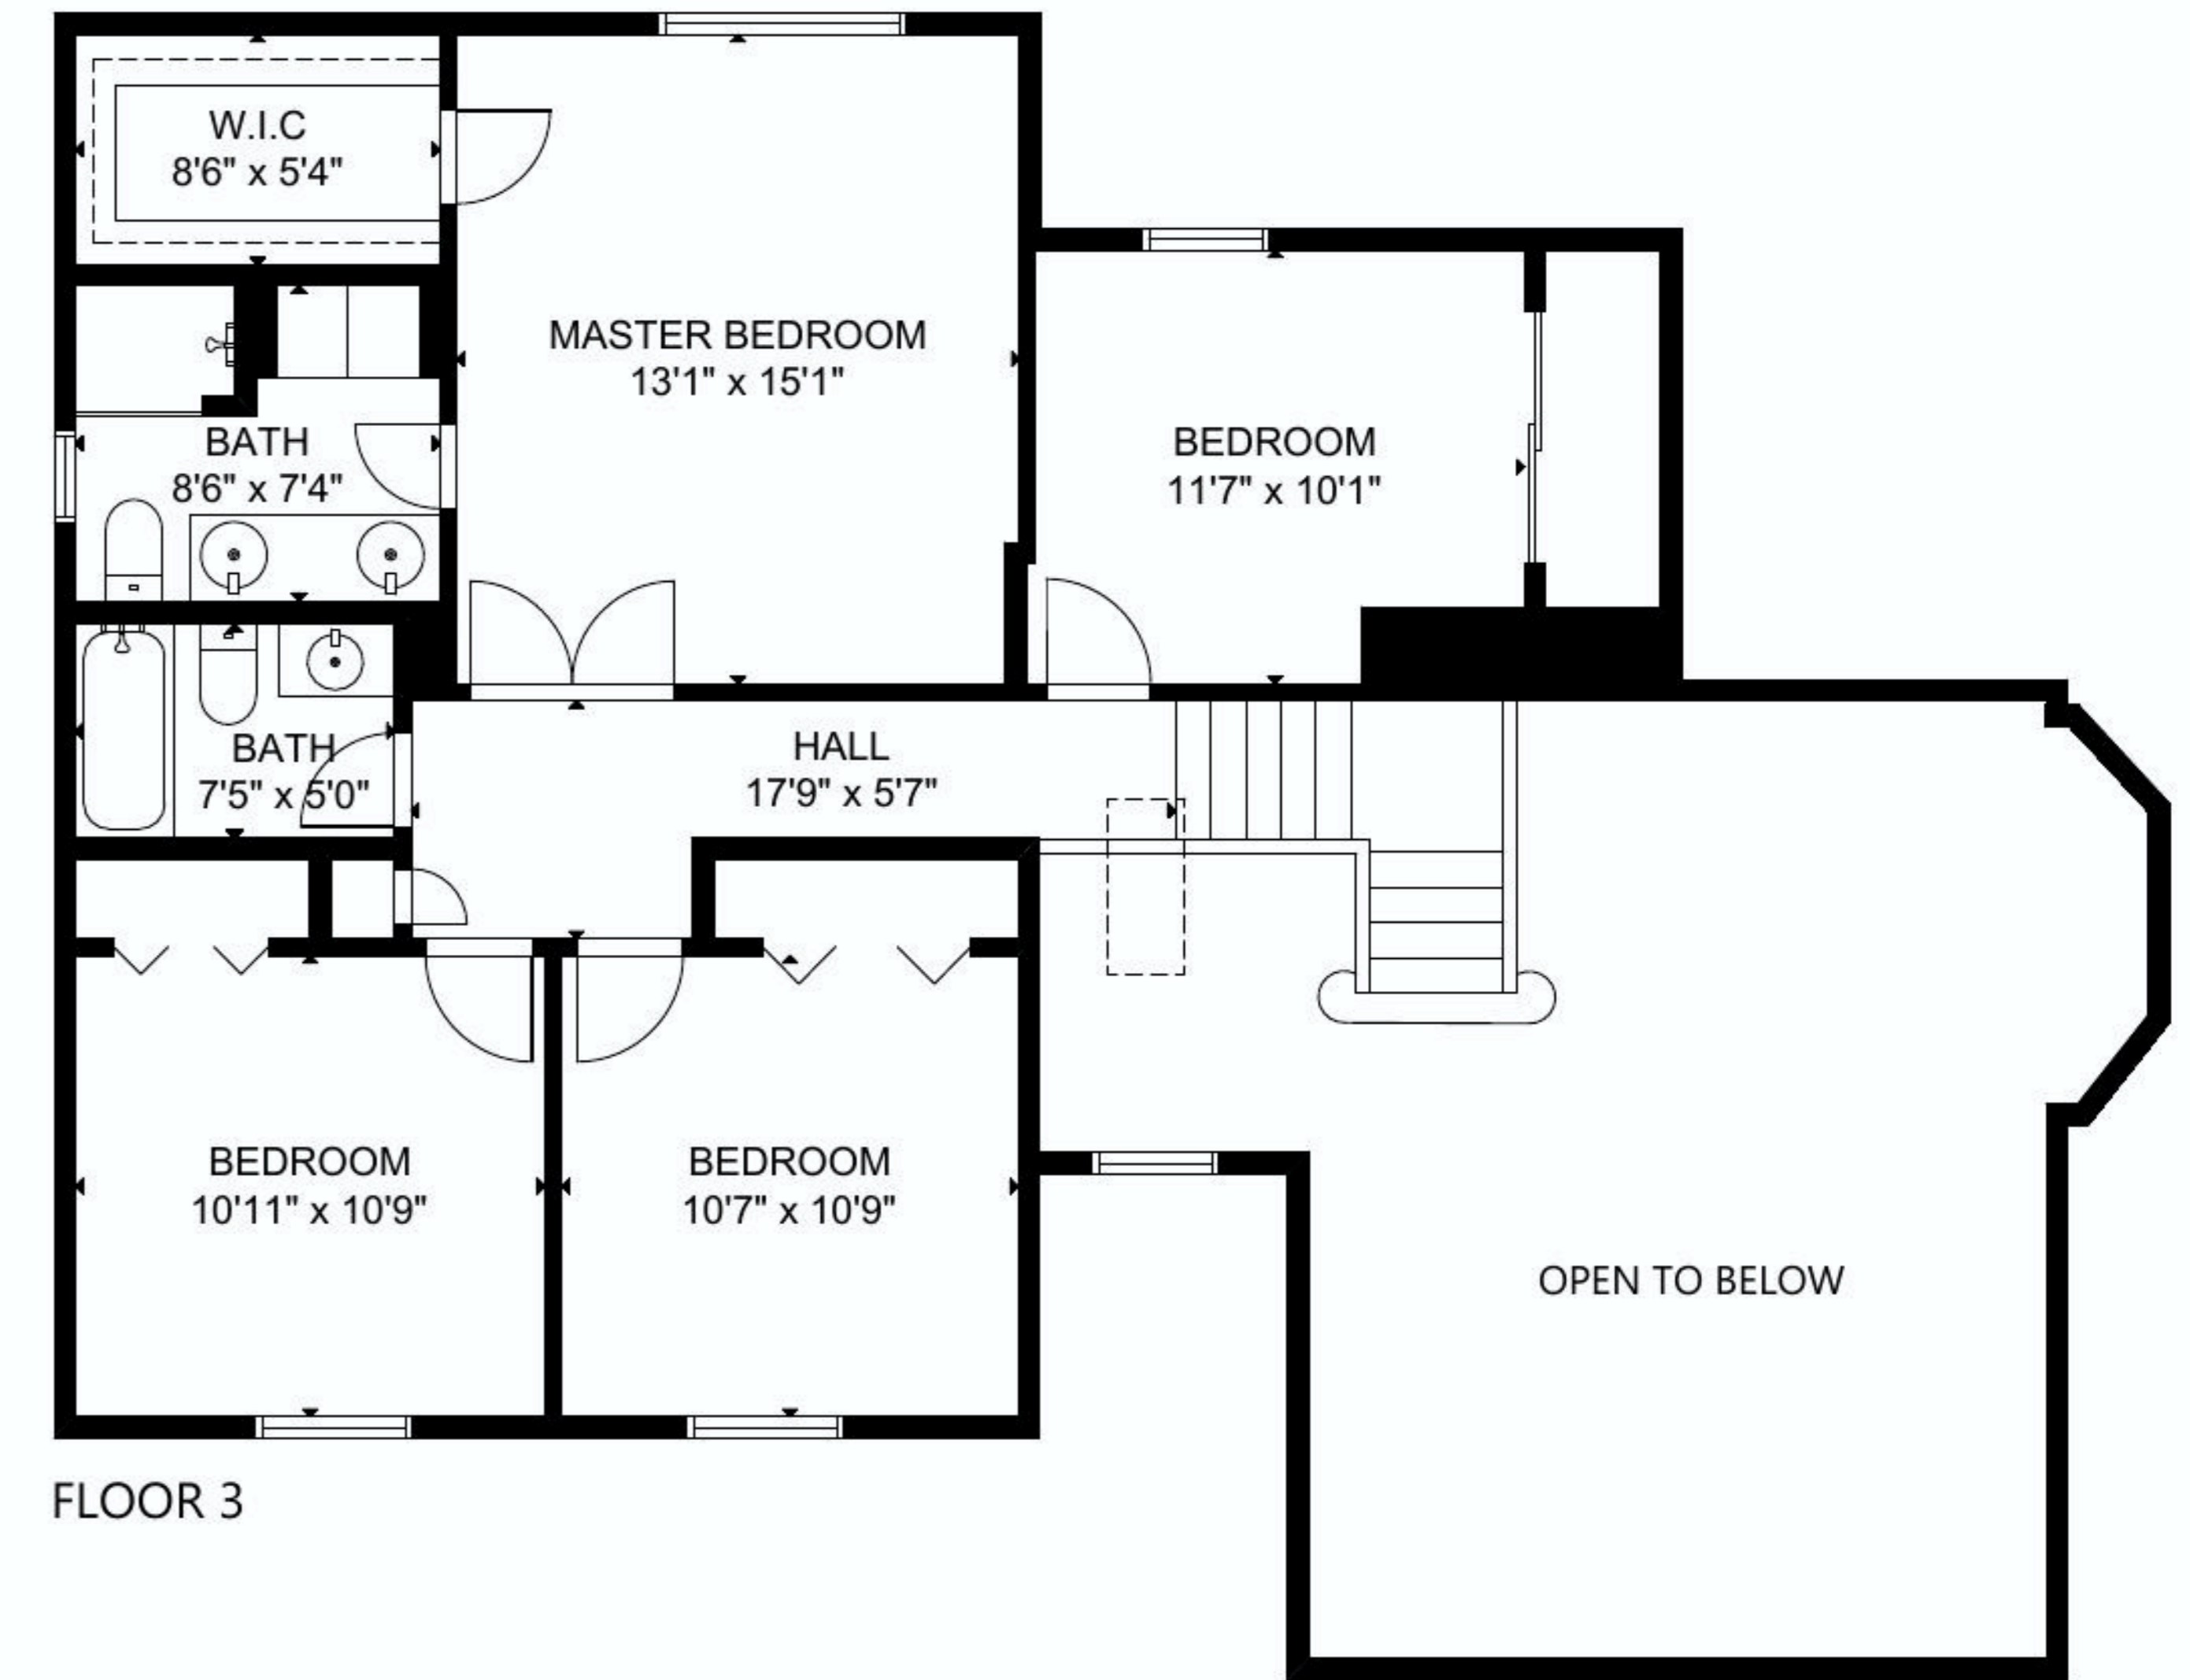 W.I.C
8'6" x 5'4"
MASTER BEDROOM
13'1" x 15'1"
BEDROOM
11'7" x 10'1"
BATH
8'6" x 7'4"
BATH
7'5" x 5'0"
HALL
17'9" x 5'7"
BEDROOM
10'11" x 10'9"
BEDROOM
10'7" x 10'9"
OPEN TO BELOW
FLOOR 3